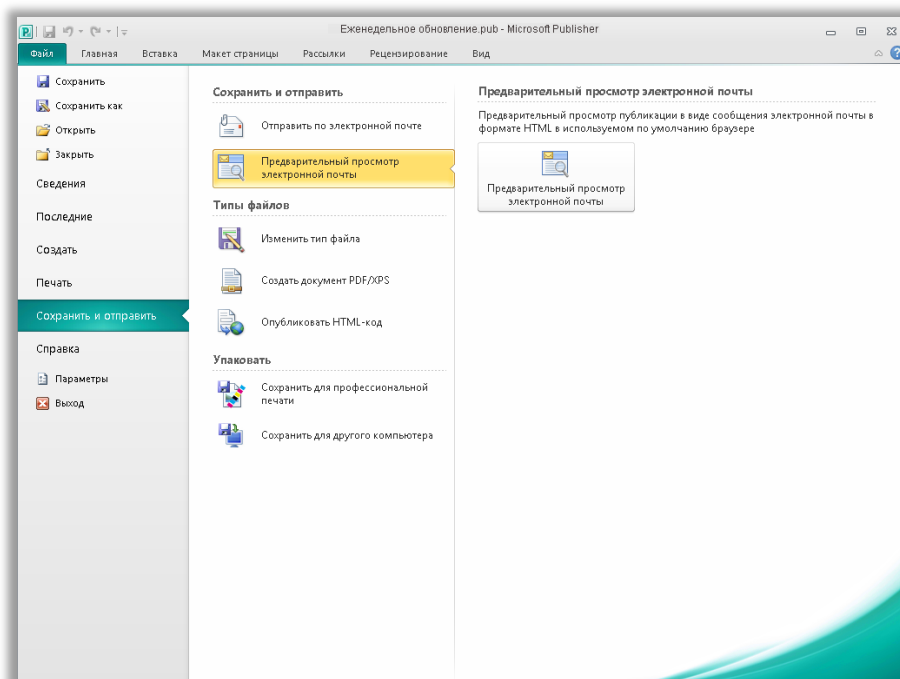 Еженедельное обновление.pub - Microsoft Publisher
Файл Главная Вставка Макет страницы Рассылки Рецензирование Вид
Сохранить
Сохранить как
Открыть
Закрыть
Сведения
Последние
Создать
Печать
Сохранить и отправить
Справка
Параметры
Выход
Сохранить и отправить
Отправить по электронной почте
Предварительный просмотр
электронной почты
Типы файлов
Изменить тип файла
Создать документ PDF/XPS
Опубликовать HTML-код
Упаковать
Сохранить для профессиональной
печати
Сохранить для другого компьютера
Предварительный просмотр электронной почты
Предварительный просмотр публикации в виде сообщения электронной почты в
формате HTML в используемом по умолчанию браузере
Предварительный просмотр
электронной почты